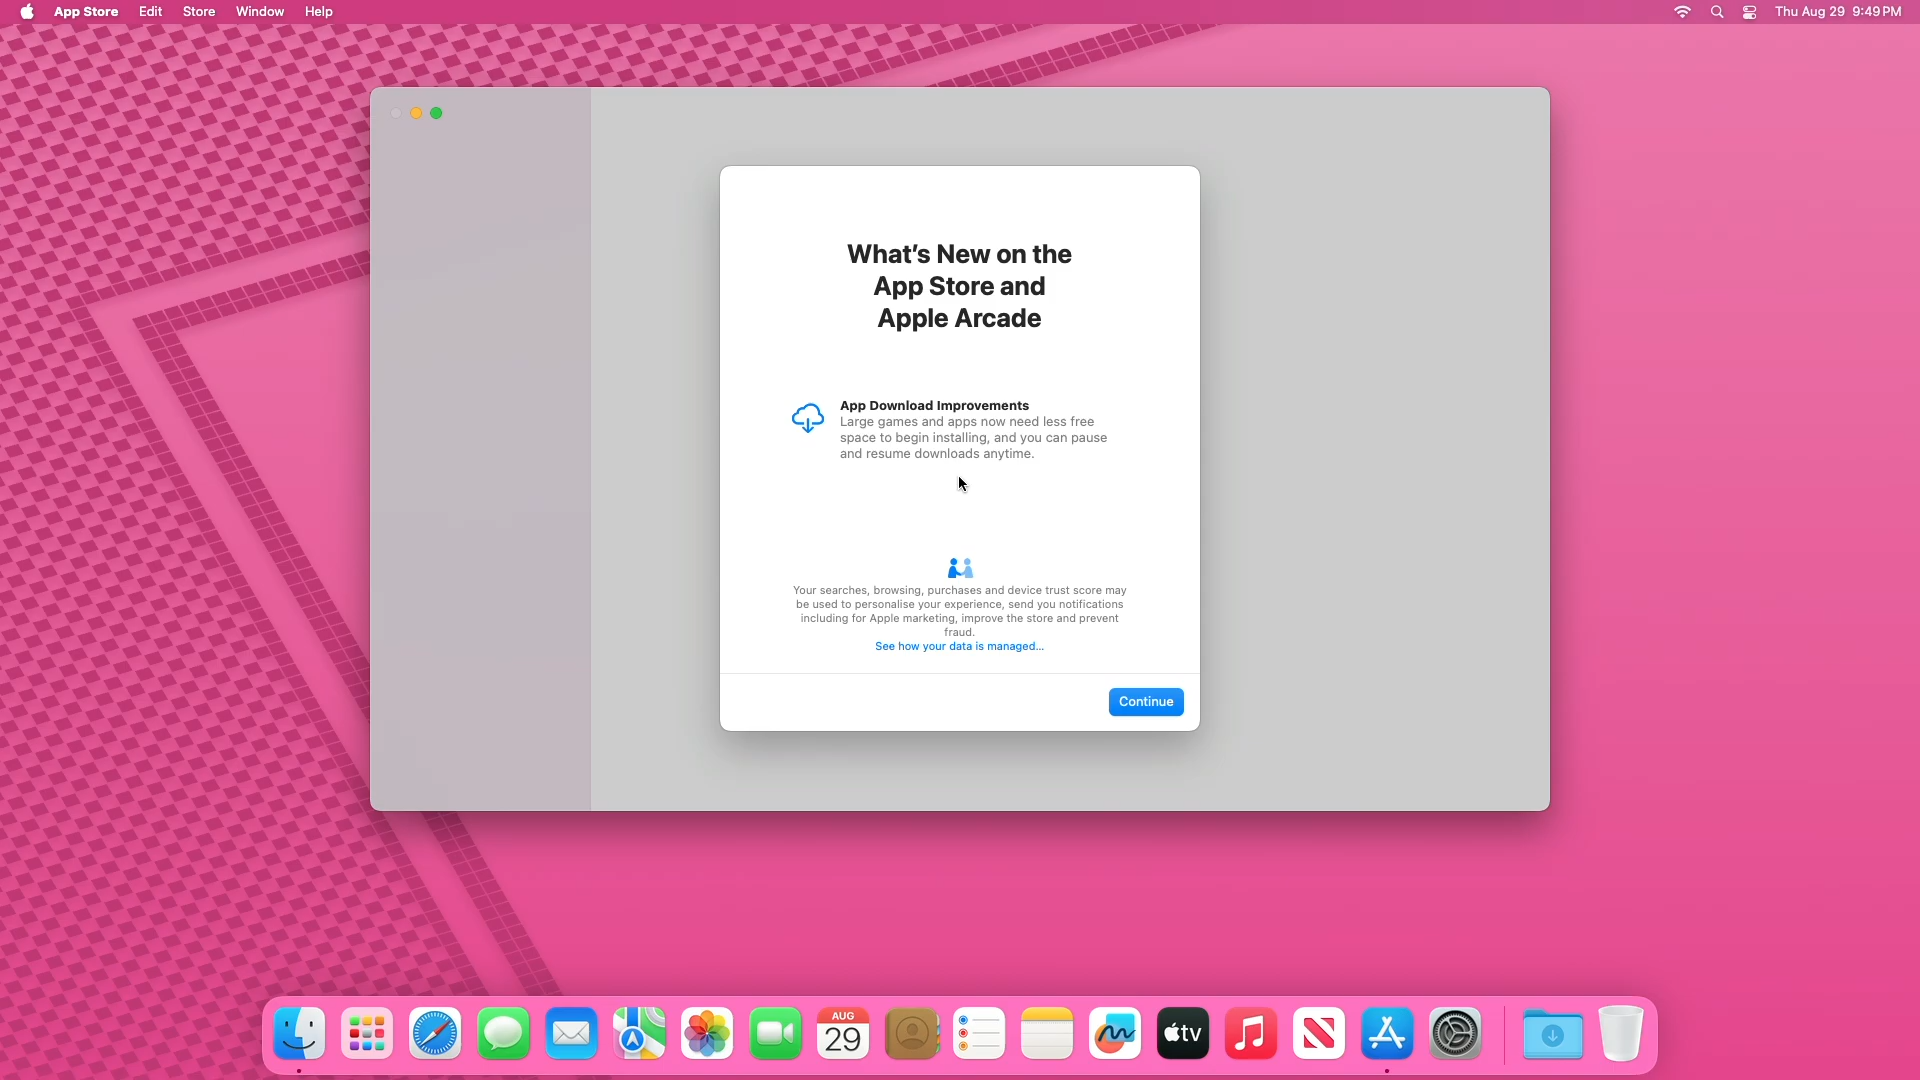 App Store Edit Store Window Help
Thu Aug 29 9:49 PM
What's New on the
App Store and
Apple Arcade
App Download Improvements
Large games and apps now need less free
space to begin installing, and you can pause
and resume downloads anytime.
Your searches, browsing, purchases and device trust score may
be used to personalise your experience, send you notifications
including for Apple marketing, improve the store and prevent
fraud.
See how your data is managed...
Continue
AUG
29
tv